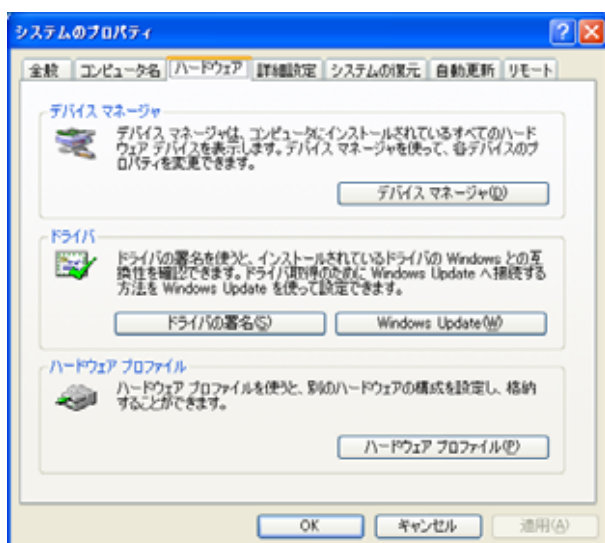 システムのプロパティ
全般 コンピュータ名 ハードウェア 詳細設定 システムの復元 自動更新 リモート
デバイス マネージャ
デバイス マネージャは、コンピュータにインストールされているすべてのハード
ウェア デバイスを表示します。デバイス マネージャを使って、各デバイスのプ
ロパティを変更できます。
デバイス マネージャ(D)
ドライバ
ドライバの署名を使うと、インストールされているドライバの Windows との互
換性を確認できます。ドライバ取得のために Windows Update へ接続する
方法を Windows Update を使って設定できます。
ドライバの署名(S) Windows Update(W)
ハードウェア プロファイル
ハードウェア プロファイルを使うと、別のハードウェアの構成を設定し、格納
することができます。
ハードウェア プロファイル(P)
OK キャンセル 適用(A)